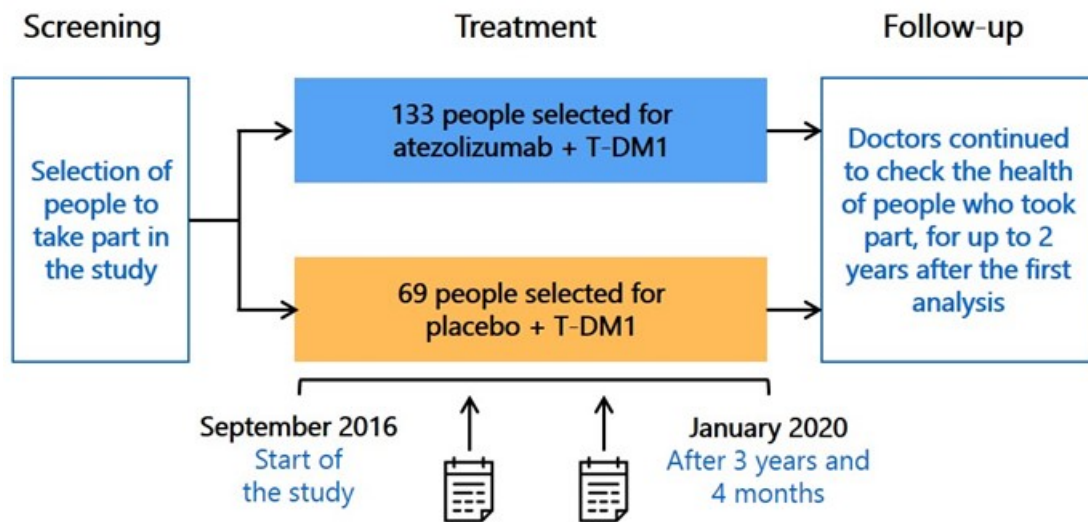 Screening
Treatment
Follow-up
Selection of
people to
take part in
the study
133 people selected for
atezolizumab + T-DM1
69 people selected for
placebo + T-DM1
Doctors continued
to check the health
of people who took
part, for up to 2
years after the first
analysis
September 2016
Start of
the study
January 2020
After 3 years and
4 months